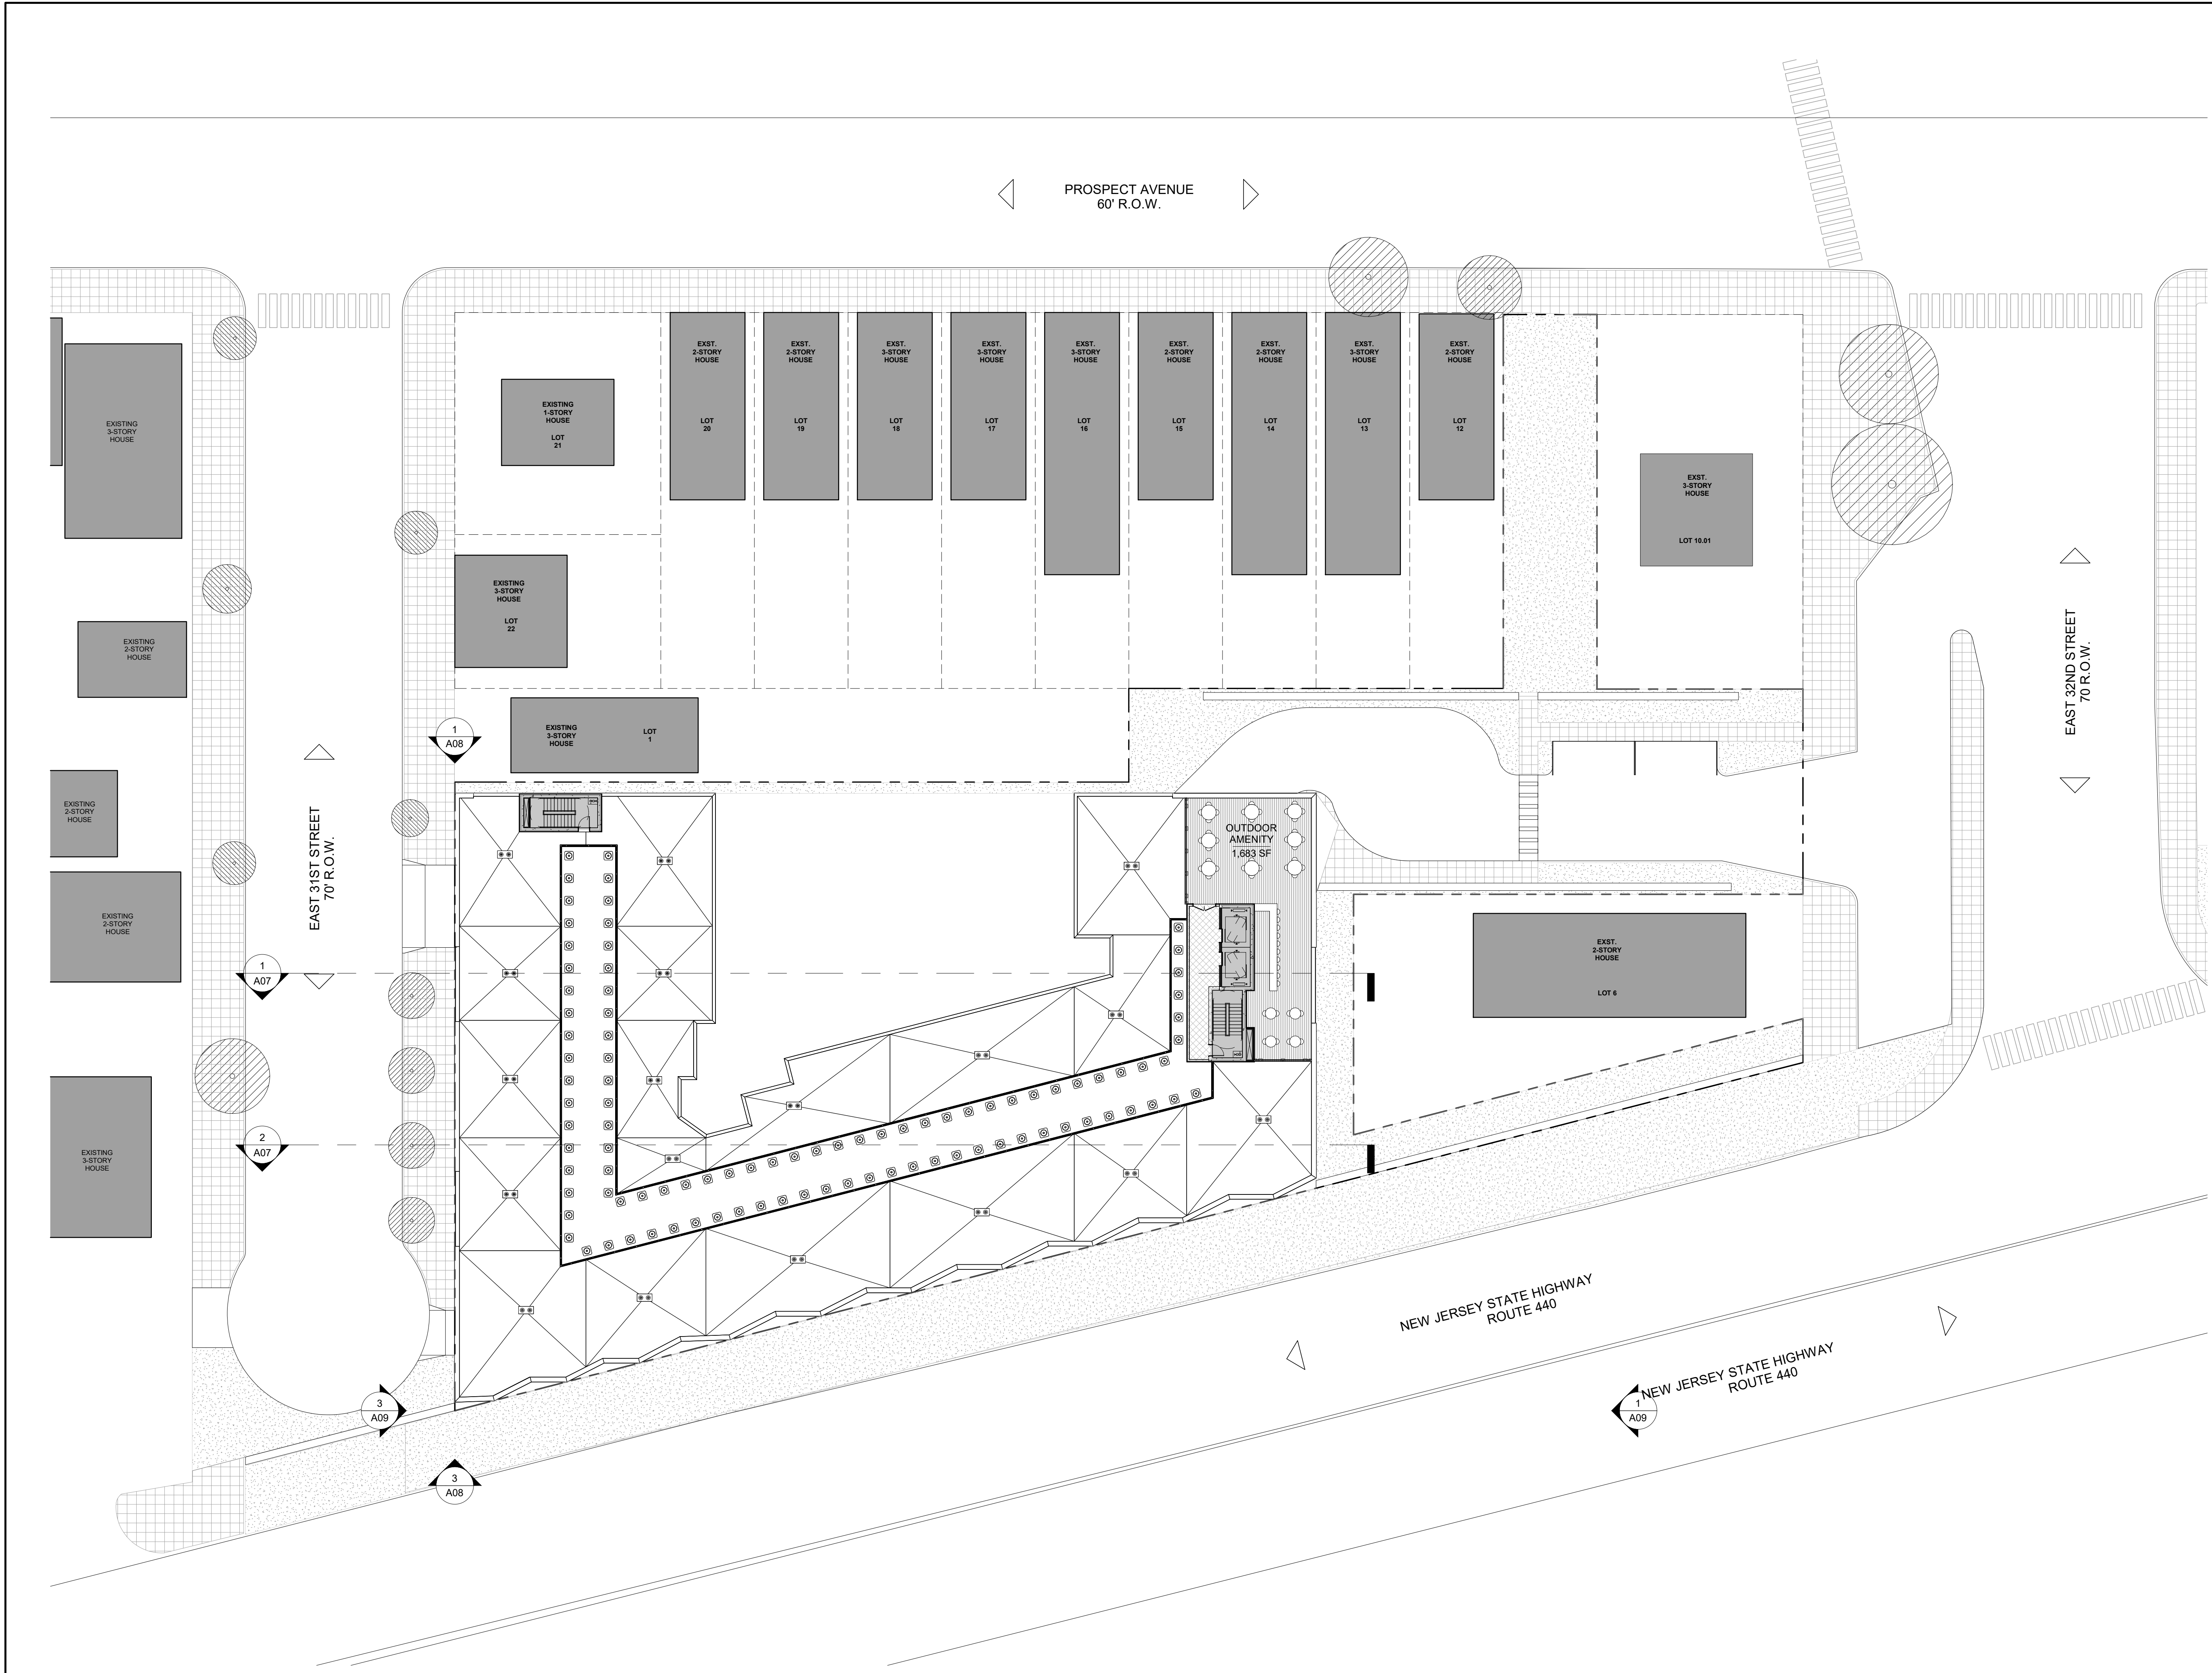 PROSPECT AVENUE
60' R.O.W.
EXISTING
3-STORY
HOUSE
EXISTING
1-STORY
HOUSE
LOT
21
EXST.
2-STORY
HOUSE
LOT
20
EXST.
2-STORY
HOUSE
LOT
19
EXST.
3-STORY
HOUSE
LOT
18
EXST.
3-STORY
HOUSE
LOT
17
EXST.
3-STORY
HOUSE
LOT
16
EXST.
2-STORY
HOUSE
LOT
15
EXST.
2-STORY
HOUSE
LOT
14
EXST.
3-STORY
HOUSE
LOT
13
EXST.
2-STORY
HOUSE
LOT
12
EXST.
3-STORY
HOUSE
LOT 10.01
EXISTING
3-STORY
HOUSE
LOT
22
EXISTING
2-STORY
HOUSE
EAST 32ND STREET
70 R.O.W.
1
A08
EXISTING
3-STORY
HOUSE
LOT
1
EXISTING
2-STORY
HOUSE
EAST 31ST STREET
70' R.O.W.
OUTDOOR
AMENITY
1,683 SF
EXISTING
2-STORY
HOUSE
1
A07
EXST.
2-STORY
HOUSE
LOT 6
2
A07
EXISTING
3-STORY
HOUSE
NEW JERSEY STATE HIGHWAY
ROUTE 440
NEW JERSEY STATE HIGHWAY
ROUTE 440
3
A09
1
A09
3
A08